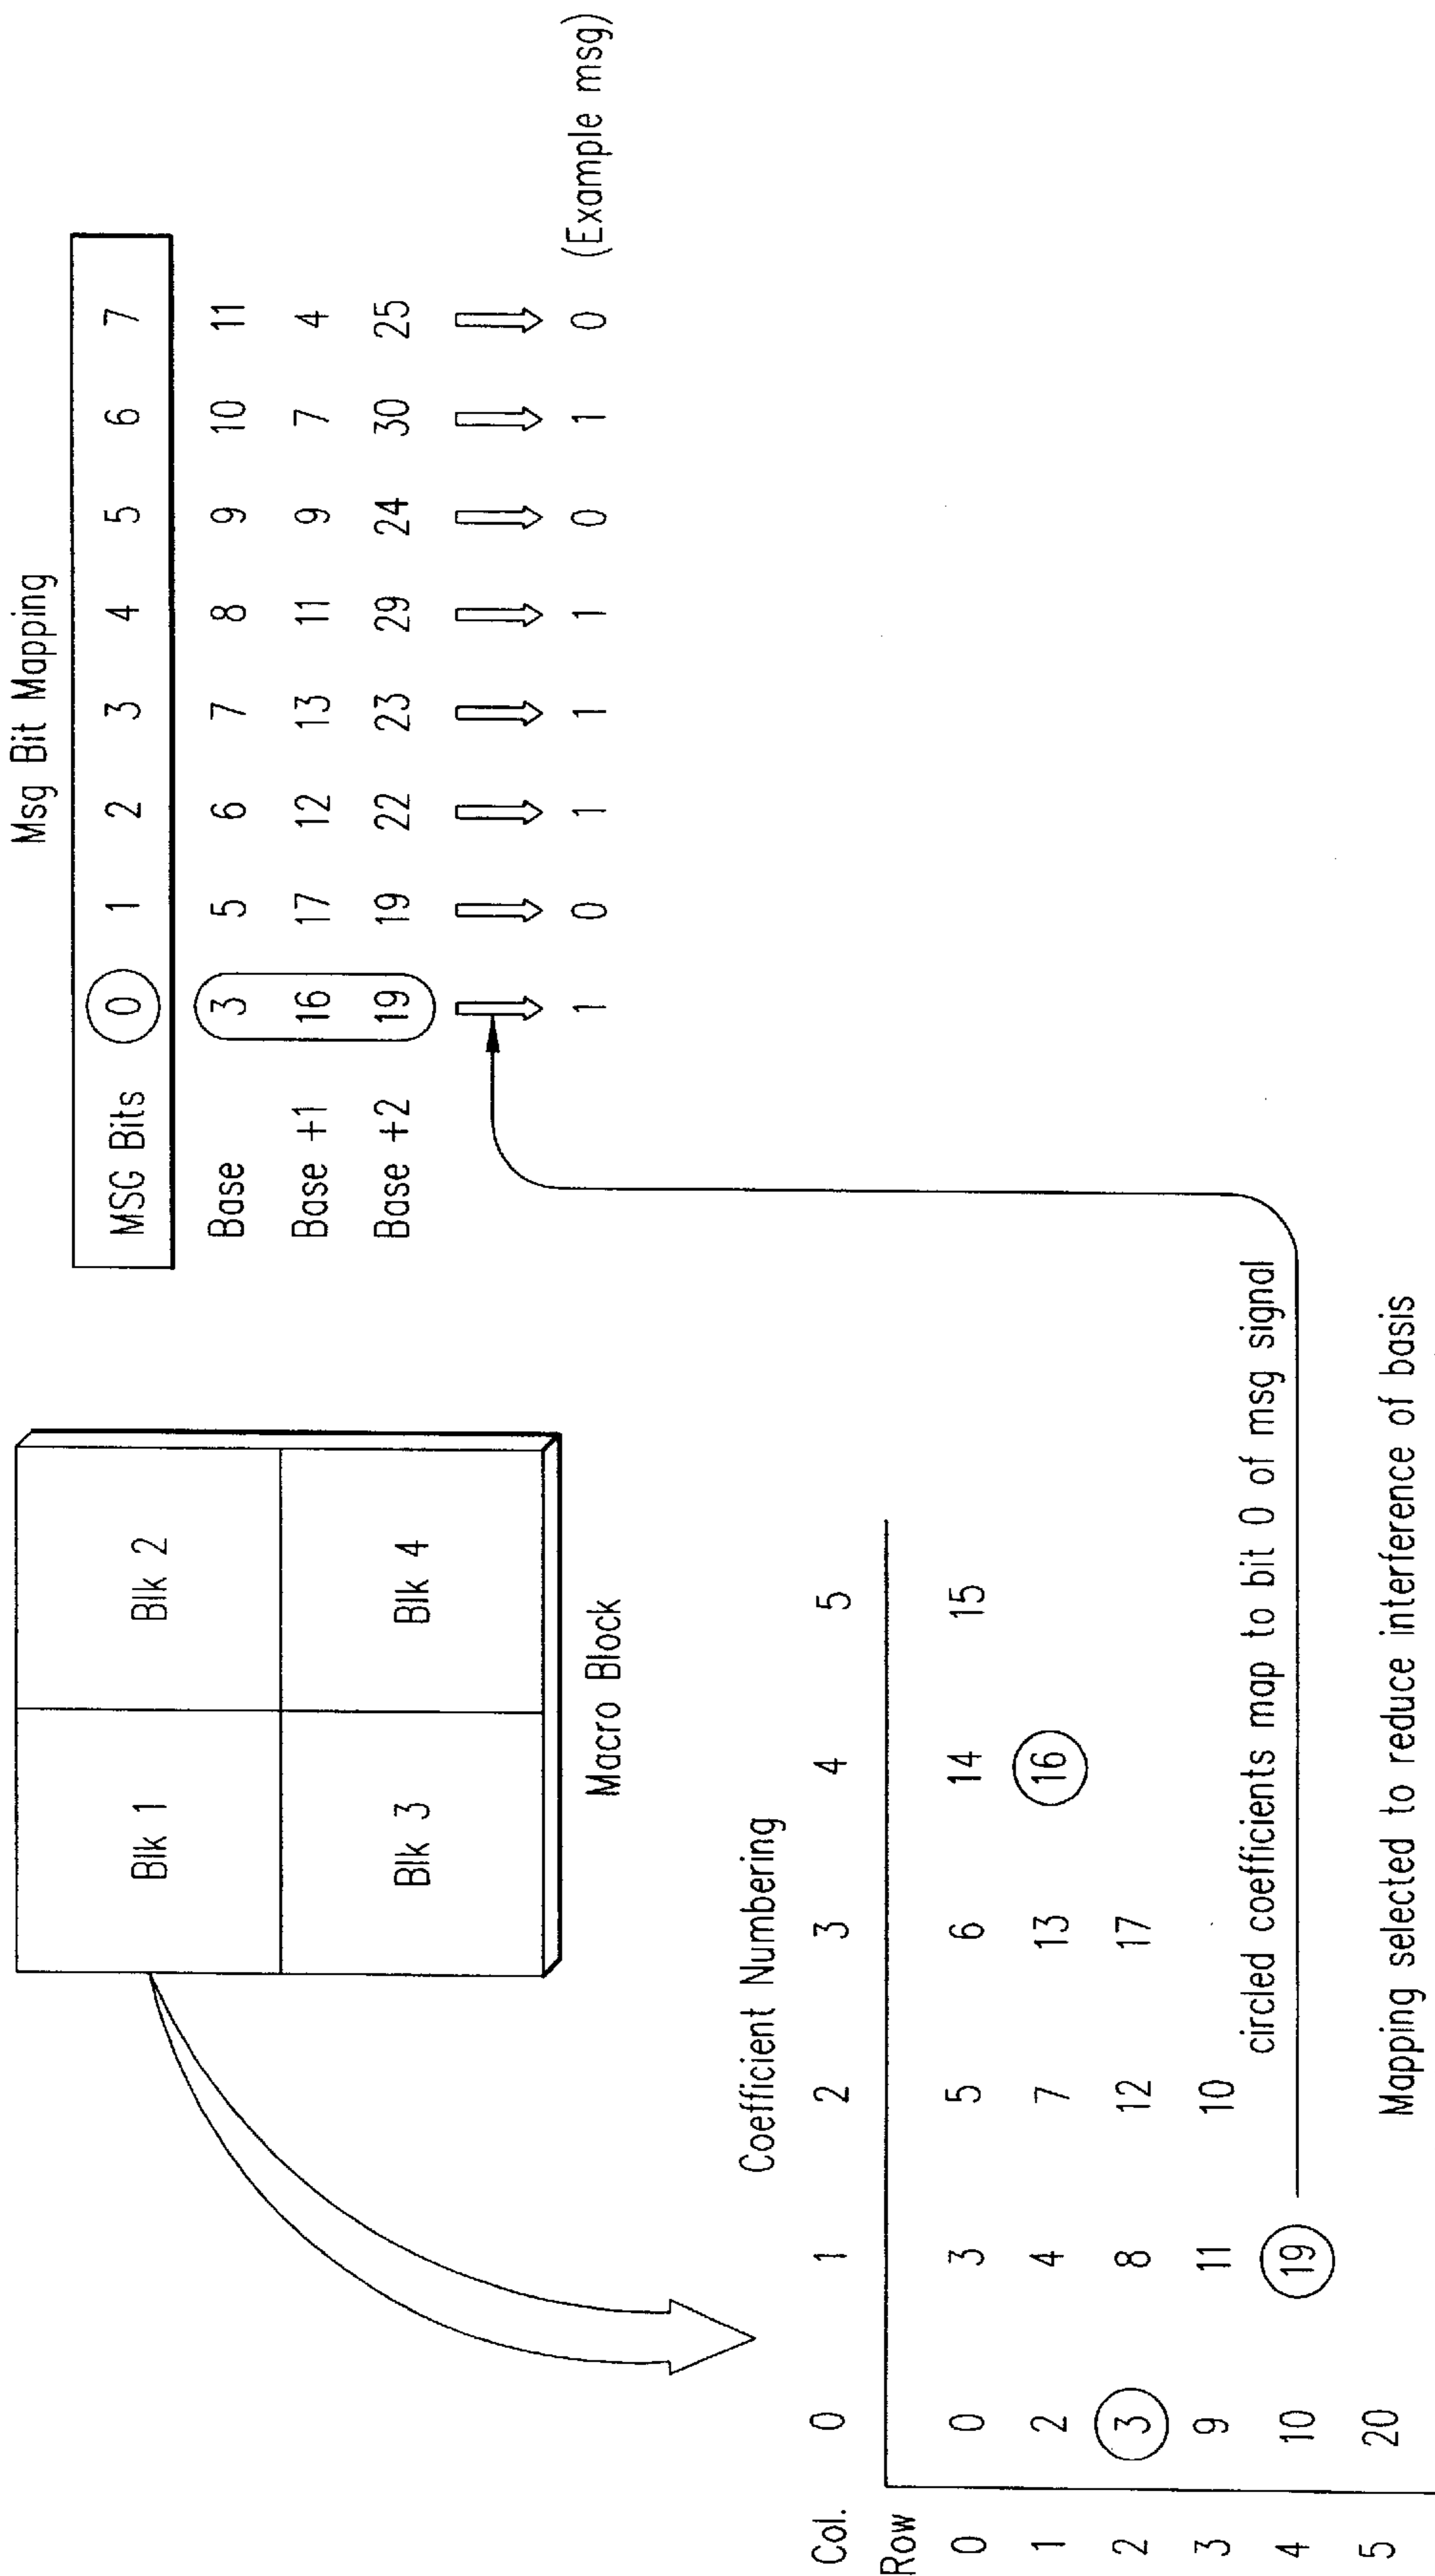 Blk 1 Blk 2
Blk 3 Blk 4
Macro Block
Msg Bit Mapping
MSG Bits 0 1 2 3 4 5 6 7
Base 3 5 6 7 8 9 10 11
Base +1 16 17 12 13 11 9 7 4
Base +2 19 19 22 23 29 24 30 25
1 0 1 1 1 0 1 0 (Example msg)
Coefficient Numbering
Col. 0 1 2 3 4 5
Row
0 0 3 5 6 14 15
1 2 4 7 13 16
2 3 8 12 17
3 9 11 10
circled coefficients map to bit 0 of msg signal
4 10 19
5 20
Mapping selected to reduce interference of basis